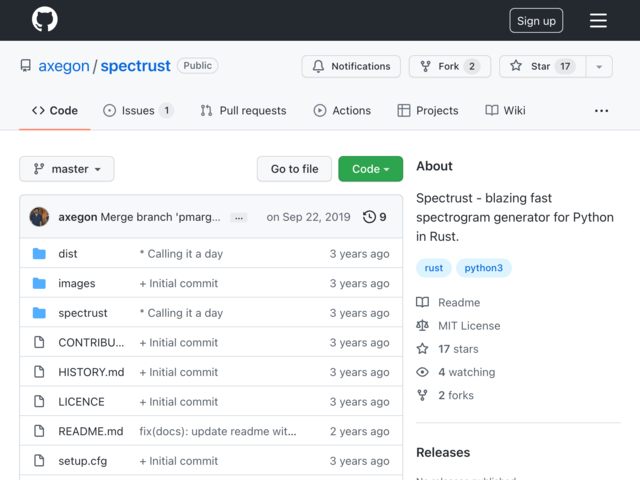 Sign up
axegon / spectrust Public
Notifications Fork 2 Star 17
Code Issues 1 Pull requests Actions Projects Wiki ...
master Go to file Code
axegon Merge branch 'pmarg... ... on Sep 22, 2019 9
dist * Calling it a day 3 years ago
images + Initial commit 3 years ago
spectrust * Calling it a day 3 years ago
CONTRIBU... + Initial commit 3 years ago
HISTORY.md + Initial commit 3 years ago
LICENCE + Initial commit 3 years ago
README.md fix(docs): update readme wit... 2 years ago
setup.cfg + Initial commit 3 years ago
About
Spectrust - blazing fast
spectrogram generator for Python
in Rust.
rust python3
Readme
MIT License
17 stars
4 watching
2 forks
Releases